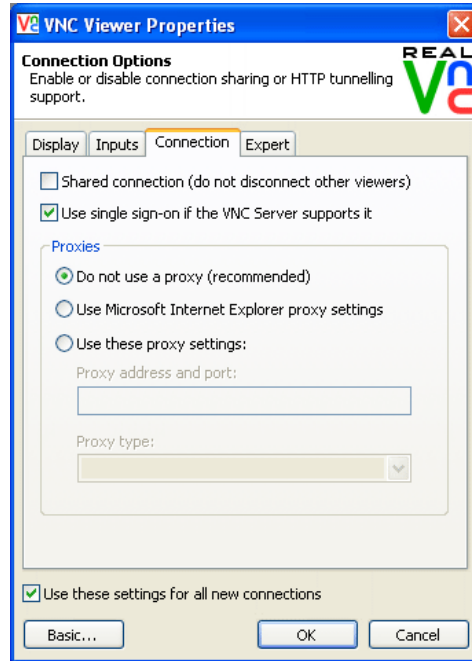 VNC Viewer Properties
Connection Options
Enable or disable connection sharing or HTTP tunnelling
support.
REAL
VNC
Display Inputs Connection Expert
Shared connection (do not disconnect other viewers)
Use single sign-on if the VNC Server supports it
Proxies
Do not use a proxy (recommended)
Use Microsoft Internet Explorer proxy settings
Use these proxy settings:
Proxy address and port:
Proxy type:
Use these settings for all new connections
Basic... OK Cancel